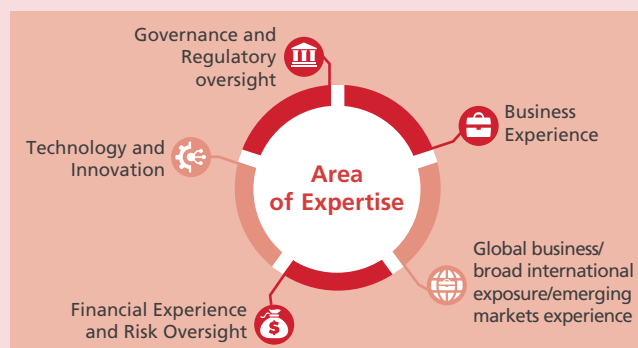 Governance and
Regulatory
oversight
Business
Experience
Technology and
Innovation
Area
of Expertise
Global business/
broad international
exposure/emerging
markets experience
Financial Experience
and Risk Oversight
$